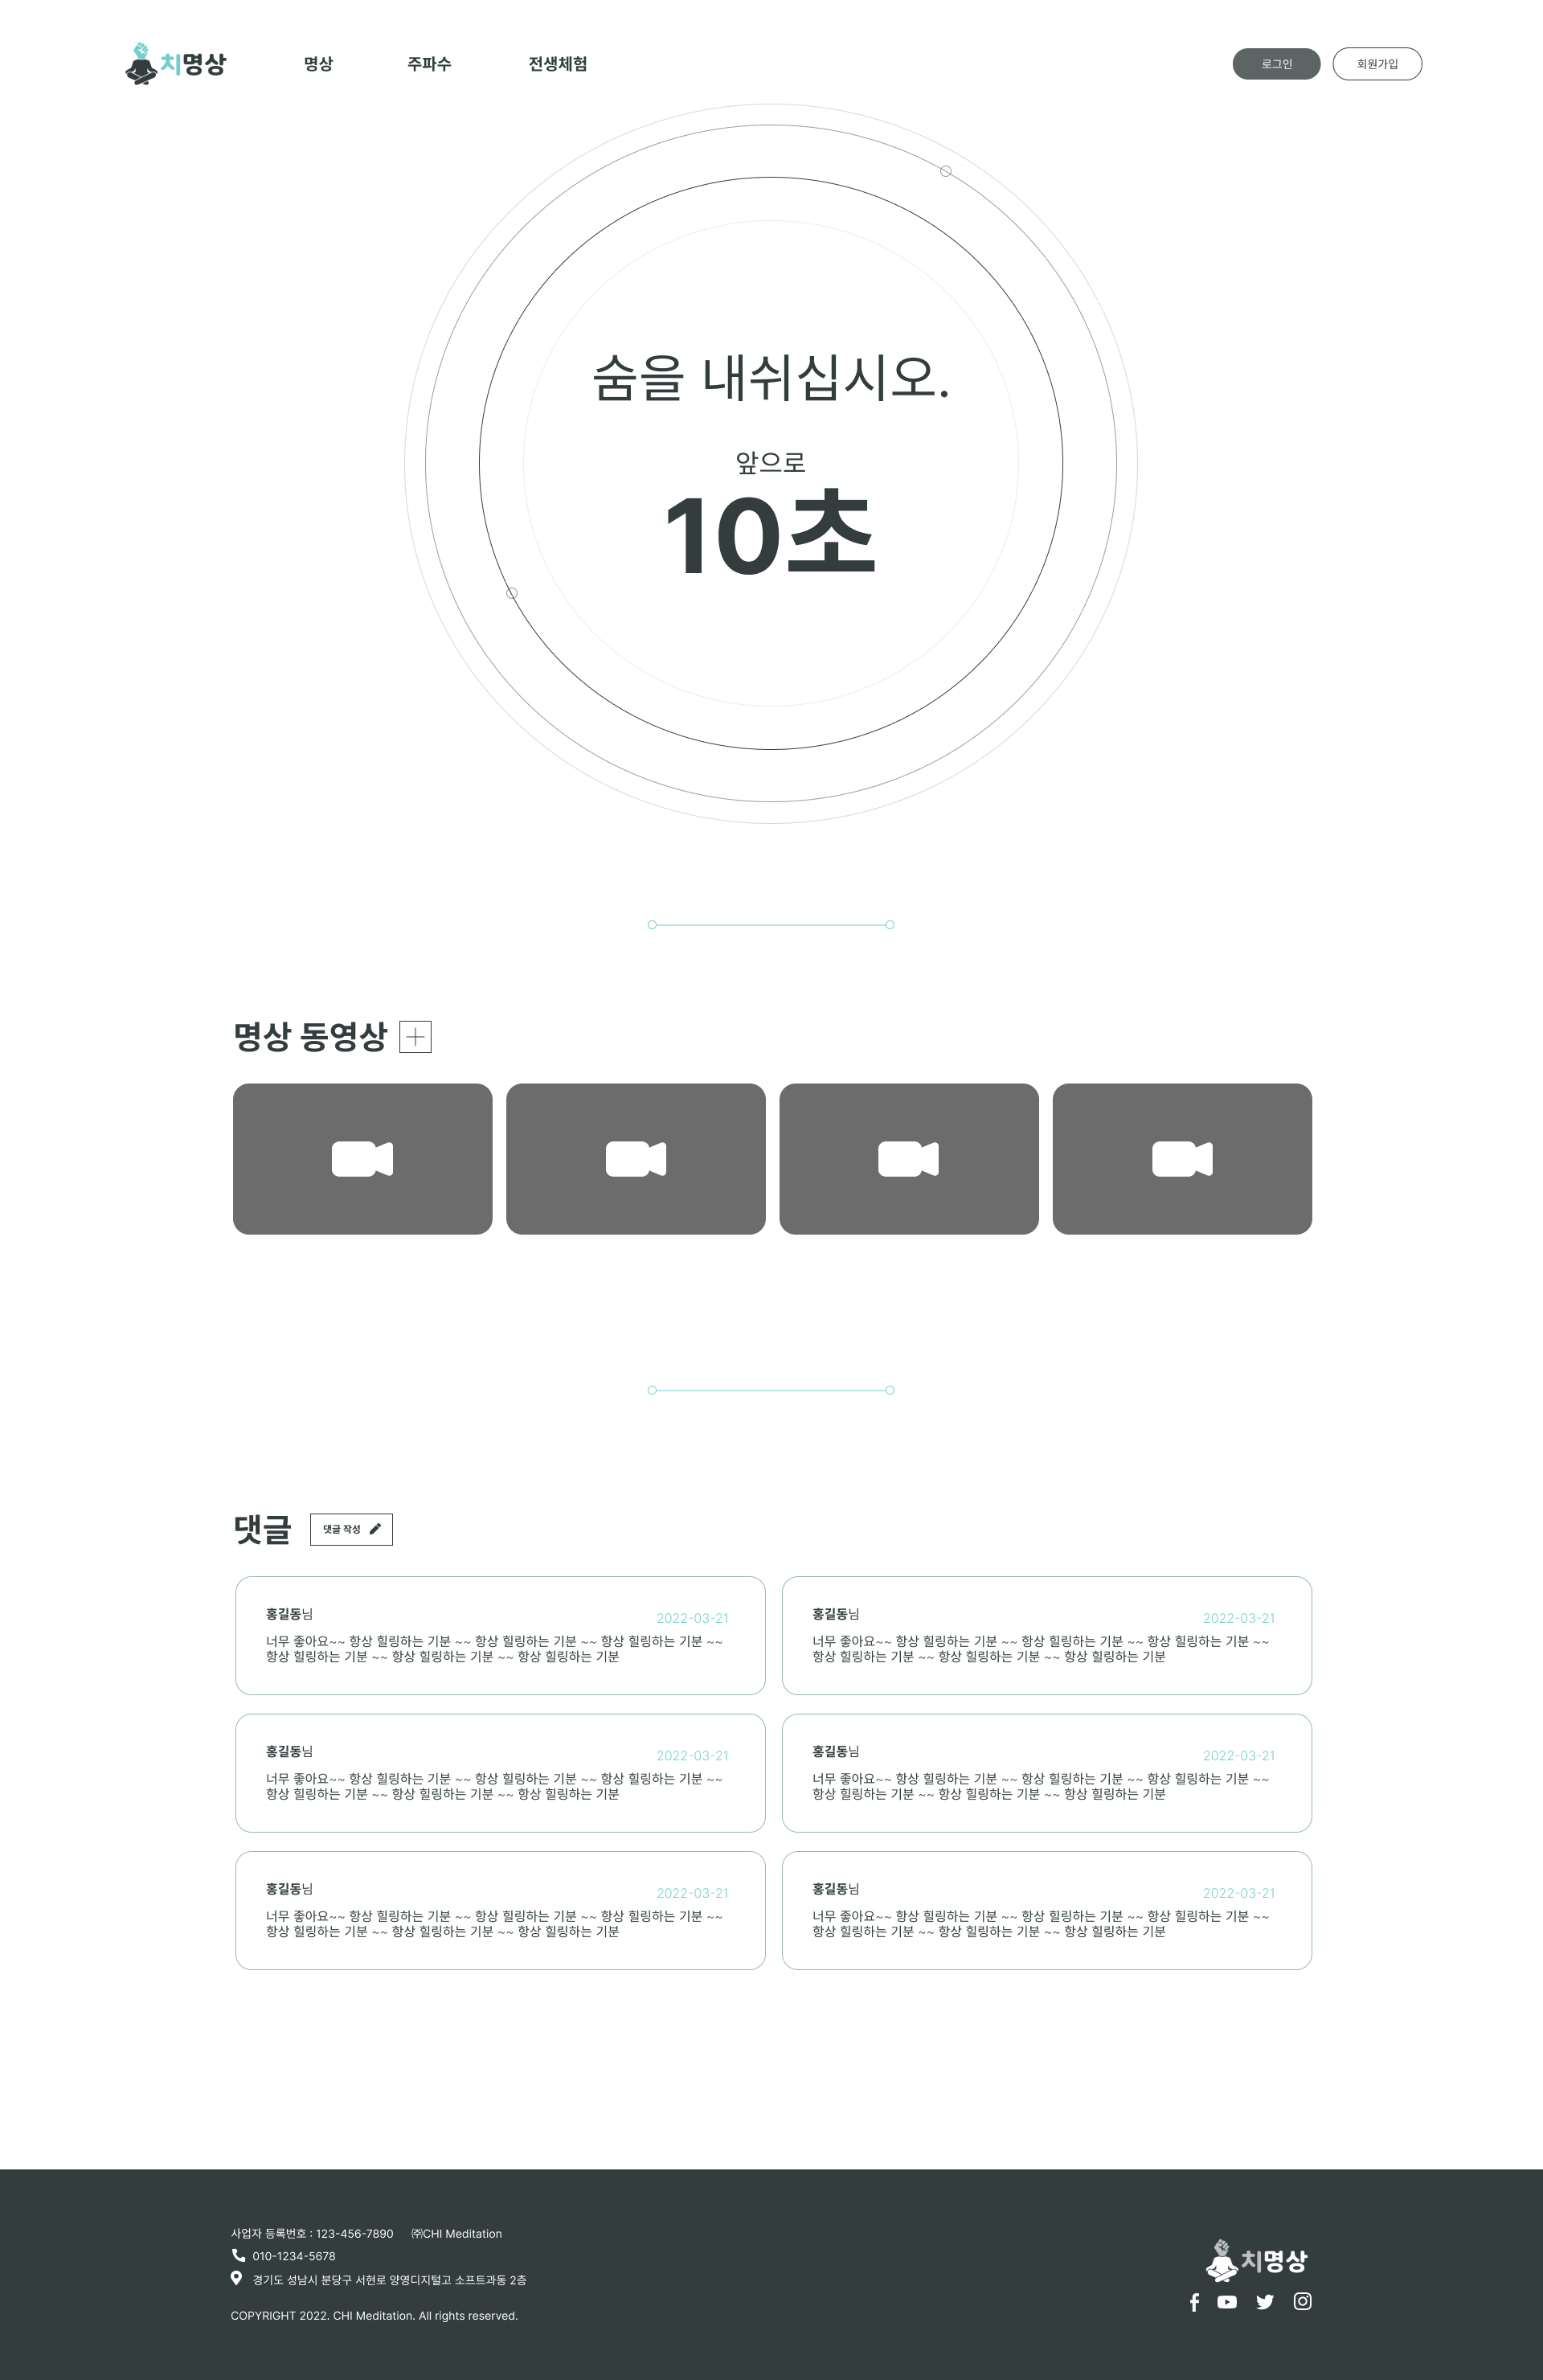 치명상
명상
주파수
전생체험
로그인
회원가입
숨을 내쉬십시오.
앞으로
10초
명상 동영상
댓글
댓글 작성
홍길동님
2022-03-21
너무 좋아요~~ 항상 힐링하는 기분 ~~ 항상 힐링하는 기분 ~~ 항상 힐링하는 기분 ~~
항상 힐링하는 기분 ~~ 항상 힐링하는 기분 ~~ 항상 힐링하는 기분
홍길동님
2022-03-21
너무 좋아요~~ 항상 힐링하는 기분 ~~ 항상 힐링하는 기분 ~~ 항상 힐링하는 기분 ~~
항상 힐링하는 기분 ~~ 항상 힐링하는 기분 ~~ 항상 힐링하는 기분
홍길동님
2022-03-21
너무 좋아요~~ 항상 힐링하는 기분 ~~ 항상 힐링하는 기분 ~~ 항상 힐링하는 기분 ~~
항상 힐링하는 기분 ~~ 항상 힐링하는 기분 ~~ 항상 힐링하는 기분
홍길동님
2022-03-21
너무 좋아요~~ 항상 힐링하는 기분 ~~ 항상 힐링하는 기분 ~~ 항상 힐링하는 기분 ~~
항상 힐링하는 기분 ~~ 항상 힐링하는 기분 ~~ 항상 힐링하는 기분
홍길동님
2022-03-21
너무 좋아요~~ 항상 힐링하는 기분 ~~ 항상 힐링하는 기분 ~~ 항상 힐링하는 기분 ~~
항상 힐링하는 기분 ~~ 항상 힐링하는 기분 ~~ 항상 힐링하는 기분
홍길동님
2022-03-21
너무 좋아요~~ 항상 힐링하는 기분 ~~ 항상 힐링하는 기분 ~~ 항상 힐링하는 기분 ~~
항상 힐링하는 기분 ~~ 항상 힐링하는 기분 ~~ 항상 힐링하는 기분
사업자 등록번호 : 123-456-7890 ㈜CHI Meditation
010-1234-5678
경기도 성남시 분당구 서현로 양영디지털고 소프트과동 2층
COPYRIGHT 2022. CHI Meditation. All rights reserved.
치명상